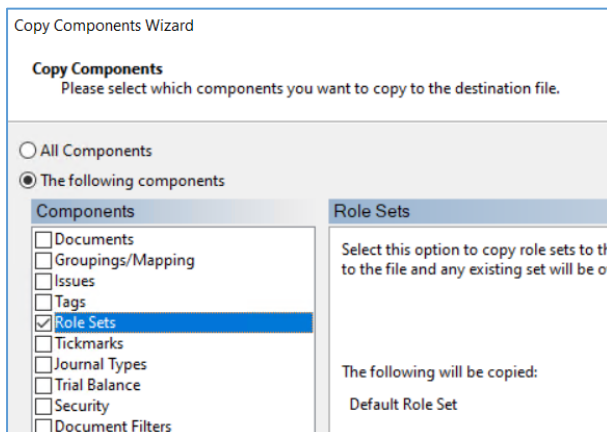 Copy Components Wizard
Copy Components
Please select which components you want to copy to the destination file.
All Components
The following components
Components
Documents
Groupings/Mapping
Issues
Tags
Role Sets
Tickmarks
Journal Types
Trial Balance
Security
Document Filters
Role Sets
Select this option to copy role sets to
to the file and any existing set will be
The following will be copied:
Default Role Set